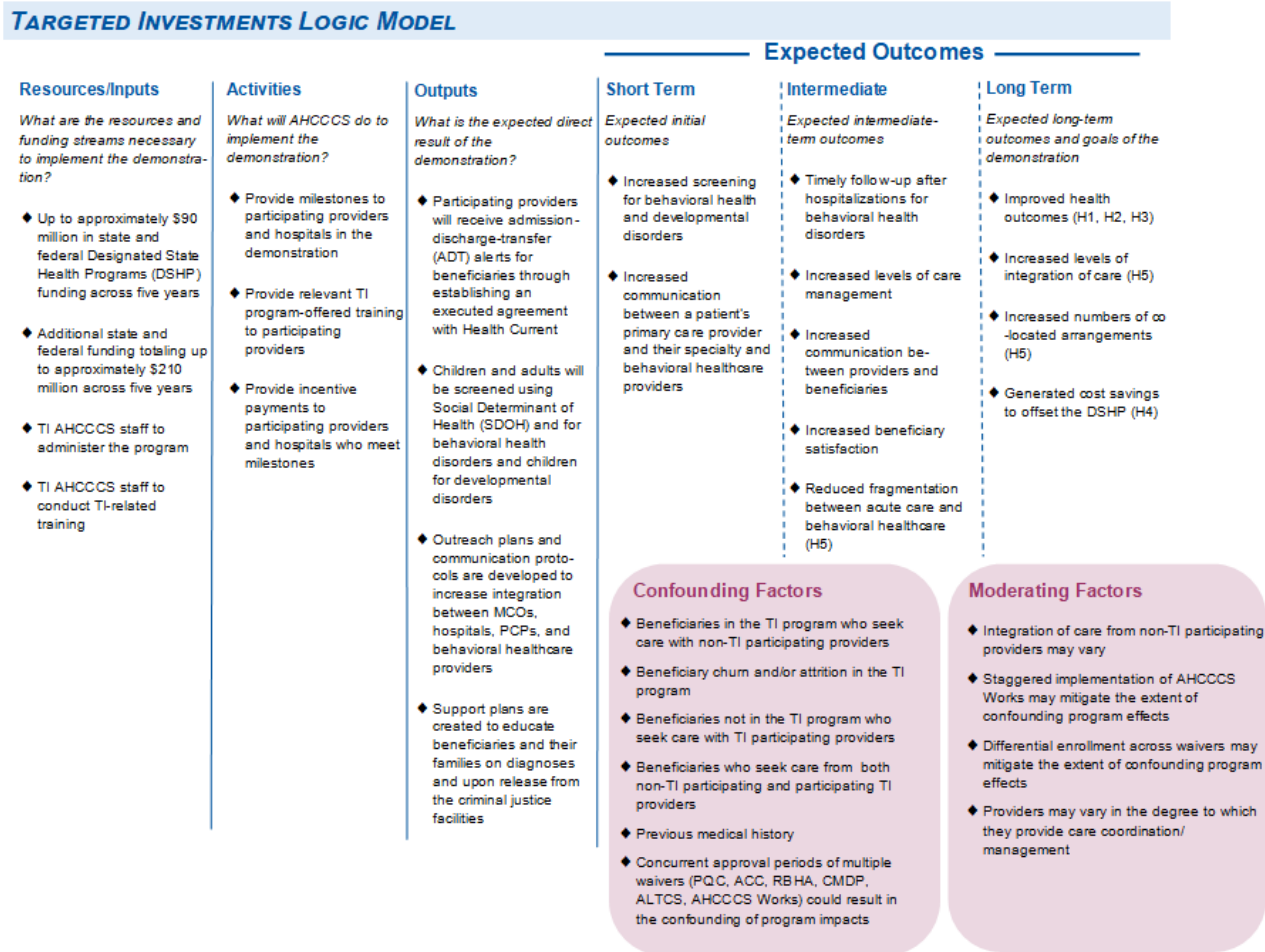 TARGETED INVESTMENTS LOGIC MODEL
Expected Outcomes
Resources/Inputs
What are the resources and
funding streams necessary
to implement the demonstra-
tion?
◆ Up to approximately $90
million in state and
federal Designated State
Health Programs (DSHP)
funding across five years
◆ Additional state and
federal funding totaling up
to approximately $210
million across five years
◆ TI AHCCCS staff to
administer the program
◆ TI AHCCCS staff to
conduct TI-related
training
Activities
What will AHCCCS do to
implement the
demonstration?
◆ Provide milestones to
participating providers
and hospitals in the
demonstration
◆ Provide relevant TI
program-offered training
to participating
providers
◆ Provide incentive
payments to
participating providers
and hospitals who meet
milestones
Outputs
What is the expected direct
result of the
demonstration?
◆ Participating providers
will receive admission-
discharge-transfer
(ADT) alerts for
beneficiaries through
establishing an
executed agreement
with Health Current
◆ Children and adults will
be screened using
Social Determinant of
Health (SDOH) and for
behavioral health
disorders and children
for developmental
disorders
◆ Outreach plans and
communication proto-
cols are developed to
increase integration
between MCOs,
hospitals, PCPs, and
behavioral healthcare
providers
◆ Support plans are
created to educate
beneficiaries and their
families on diagnoses
and upon release from
the criminal justice
facilities
Short Term
Expected initial
outcomes
◆ Increased screening
for behavioral health
and developmental
disorders
◆ Increased
communication
between a patient's
primary care provider
and their specialty and
behavioral healthcare
providers
Intermediate
Expected intermediate-
term outcomes
◆ Timely follow-up after
hospitalizations for
behavioral health
disorders
◆ Increased levels of care
management
◆ Increased
communication be-
tween providers and
beneficiaries
◆ Increased beneficiary
satisfaction
◆ Reduced fragmentation
between acute care and
behavioral healthcare
(H5)
Long Term
Expected long-term
outcomes and goals of the
demonstration
◆ Improved health
outcomes (H1, H2, H3)
◆ Increased levels of
integration of care (H5)
◆ Increased numbers of co
-located arrangements
(H5)
◆ Generated cost savings
to offset the DSHP (H4)
Confounding Factors
◆ Beneficiaries in the TI program who seek
care with non-TI participating providers
◆ Beneficiary churn and/or attrition in the TI
program
◆ Beneficiaries not in the TI program who
seek care with TI participating providers
◆ Beneficiaries who seek care from both
non-TI participating and participating TI
providers
◆ Previous medical history
◆ Concurrent approval periods of multiple
waivers (PQC, ACC, RBHA, CMDP,
ALTCS, AHCCCS Works) could result in
the confounding of program impacts
Moderating Factors
◆ Integration of care from non-TI participating
providers may vary
◆ Staggered implementation of AHCCCS
Works may mitigate the extent of
confounding program effects
◆ Differential enrollment across waivers may
mitigate the extent of confounding program
effects
◆ Providers may vary in the degree to which
they provide care coordination/
management